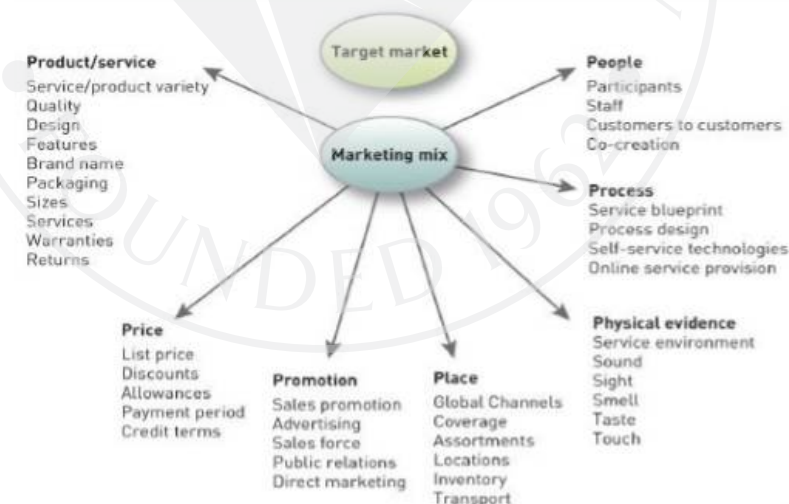 Target market
Marketing mix
Product/service
Service/product variety
Quality
Design
Features
Brand name
Packaging
Sizes
Services
Warranties
Returns
Price
List price
Discounts
Allowances
Payment period
Credit terms
Promotion
Sales promotion
Advertising
Sales force
Public relations
Direct marketing
Place
Global Channels
Coverage
Assortments
Locations
Inventory
Transport
Physical evidence
Service environment
Sound
Sight
Smell
Taste
Touch
Process
Service blueprint
Process design
Self-service technologies
Online service provision
People
Participants
Staff
Customers to customers
Co-creation
OUNDED 1962